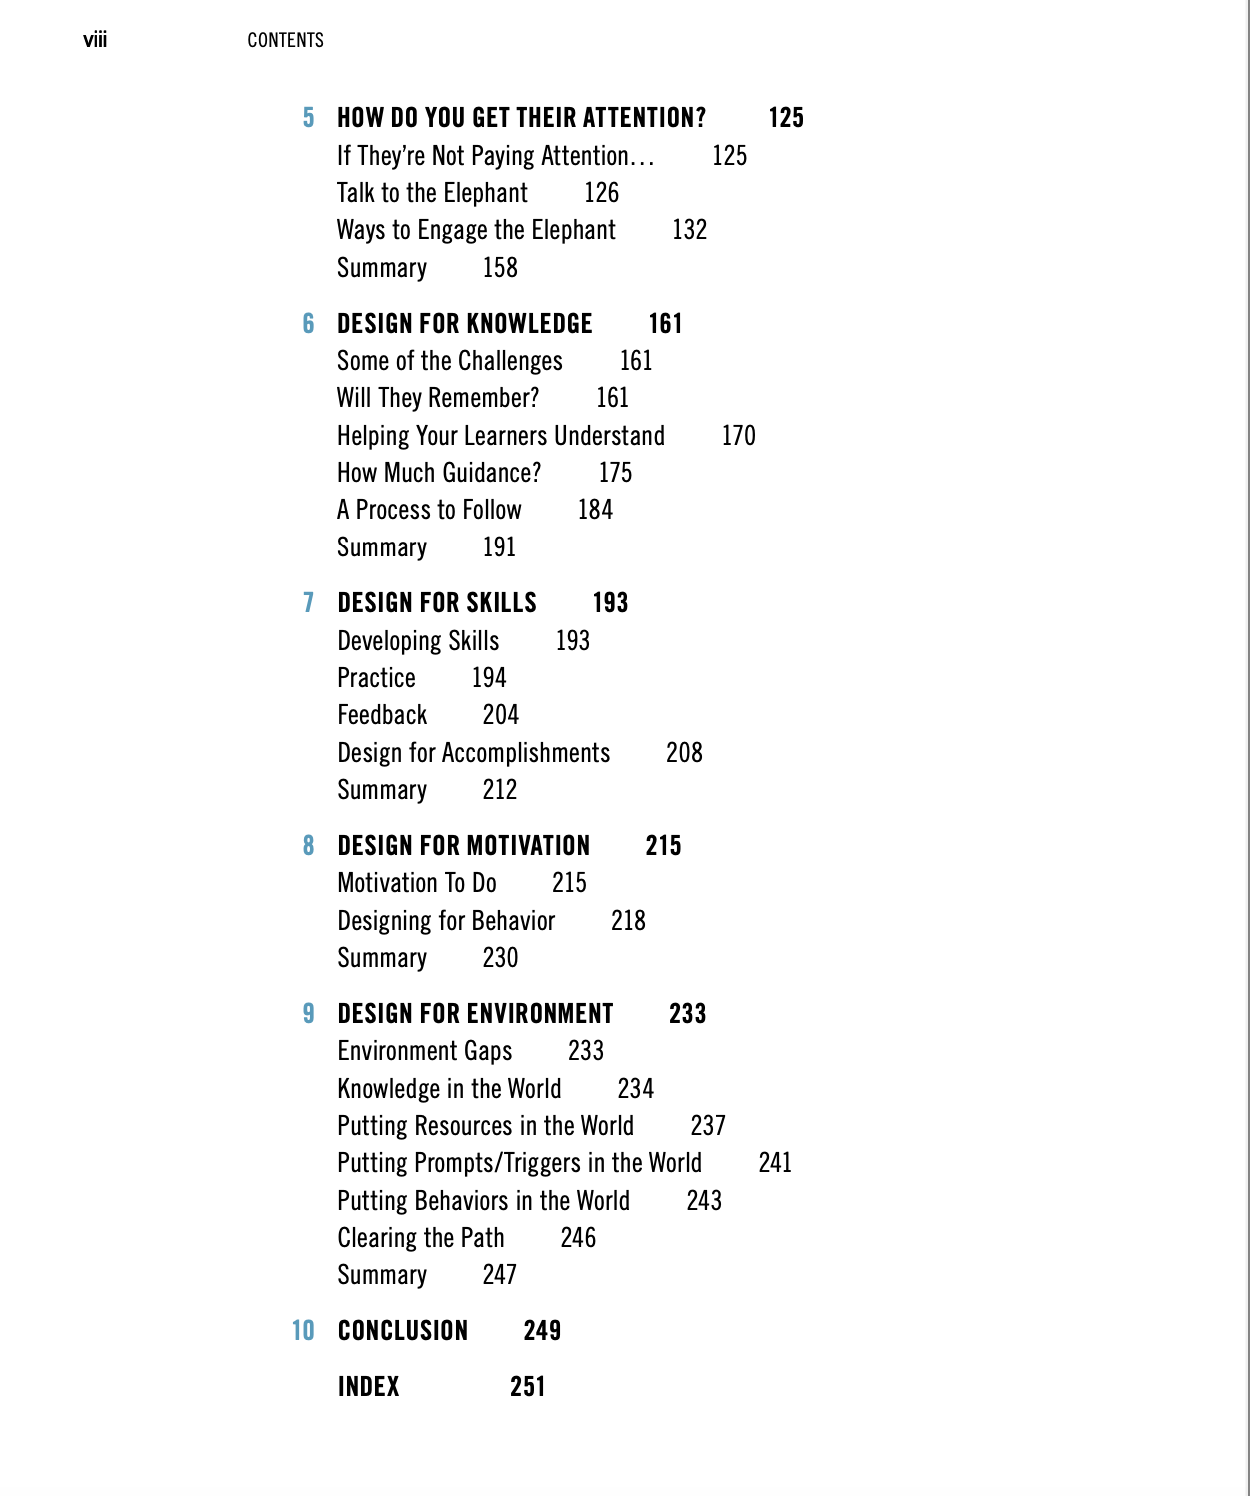 viii CONTENTS
5 HOW DO YOU GET THEIR ATTENTION? 125
If They’re Not Paying Attention… 125
Talk to the Elephant 126
Ways to Engage the Elephant 132
Summary 158
6 DESIGN FOR KNOWLEDGE 161
Some of the Challenges 161
Will They Remember? 161
Helping Your Learners Understand 170
How Much Guidance? 175
A Process to Follow 184
Summary 191
7 DESIGN FOR SKILLS 193
Developing Skills 193
Practice 194
Feedback 204
Design for Accomplishments 208
Summary 212
8 DESIGN FOR MOTIVATION 215
Motivation To Do 215
Designing for Behavior 218
Summary 230
9 DESIGN FOR ENVIRONMENT 233
Environment Gaps 233
Knowledge in the World 234
Putting Resources in the World 237
Putting Prompts/Triggers in the World 241
Putting Behaviors in the World 243
Clearing the Path 246
Summary 247
10 CONCLUSION 249
INDEX 251